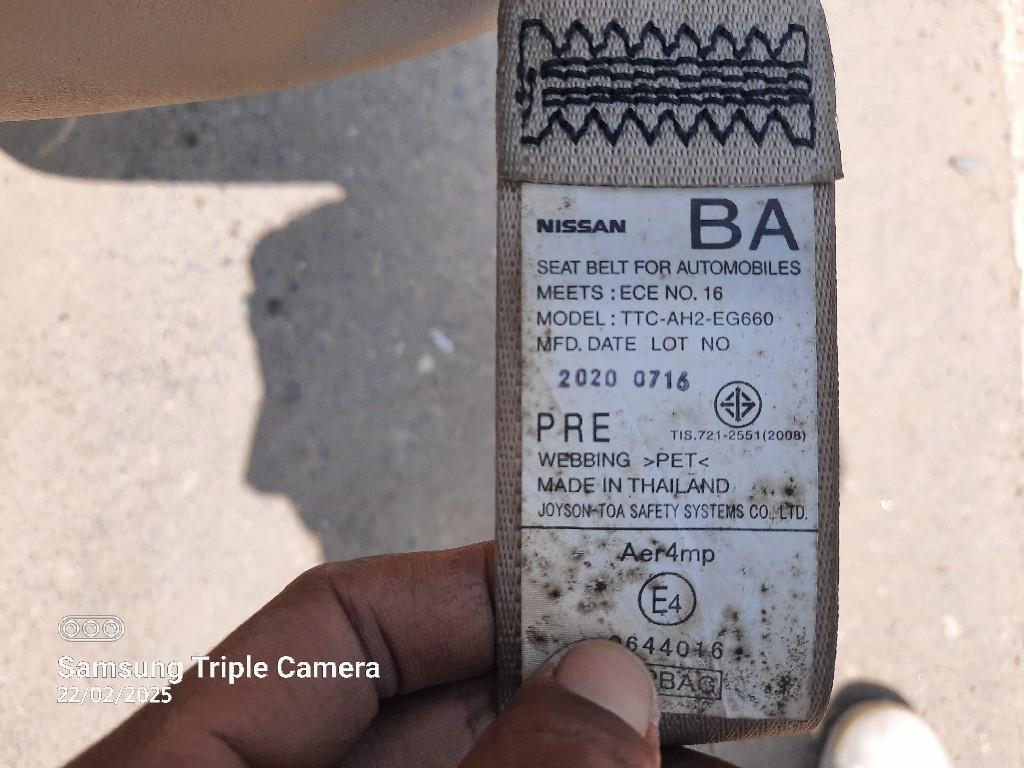 NISSAN BA
SEAT BELT FOR AUTOMOBILES
MEETS : ECE NO. 16
MODEL : TTC-AH2-EG660
MFD. DATE LOT NO
2020 0716
PRE
TIS.721-2551(2008)
WEBBING >PET<
MADE IN THAILAND
JOYSON-TOA SAFETY SYSTEMS CO., LTD.
Aer4mp
E4
644016
BAG
Samsung Triple Camera
22/02/2025